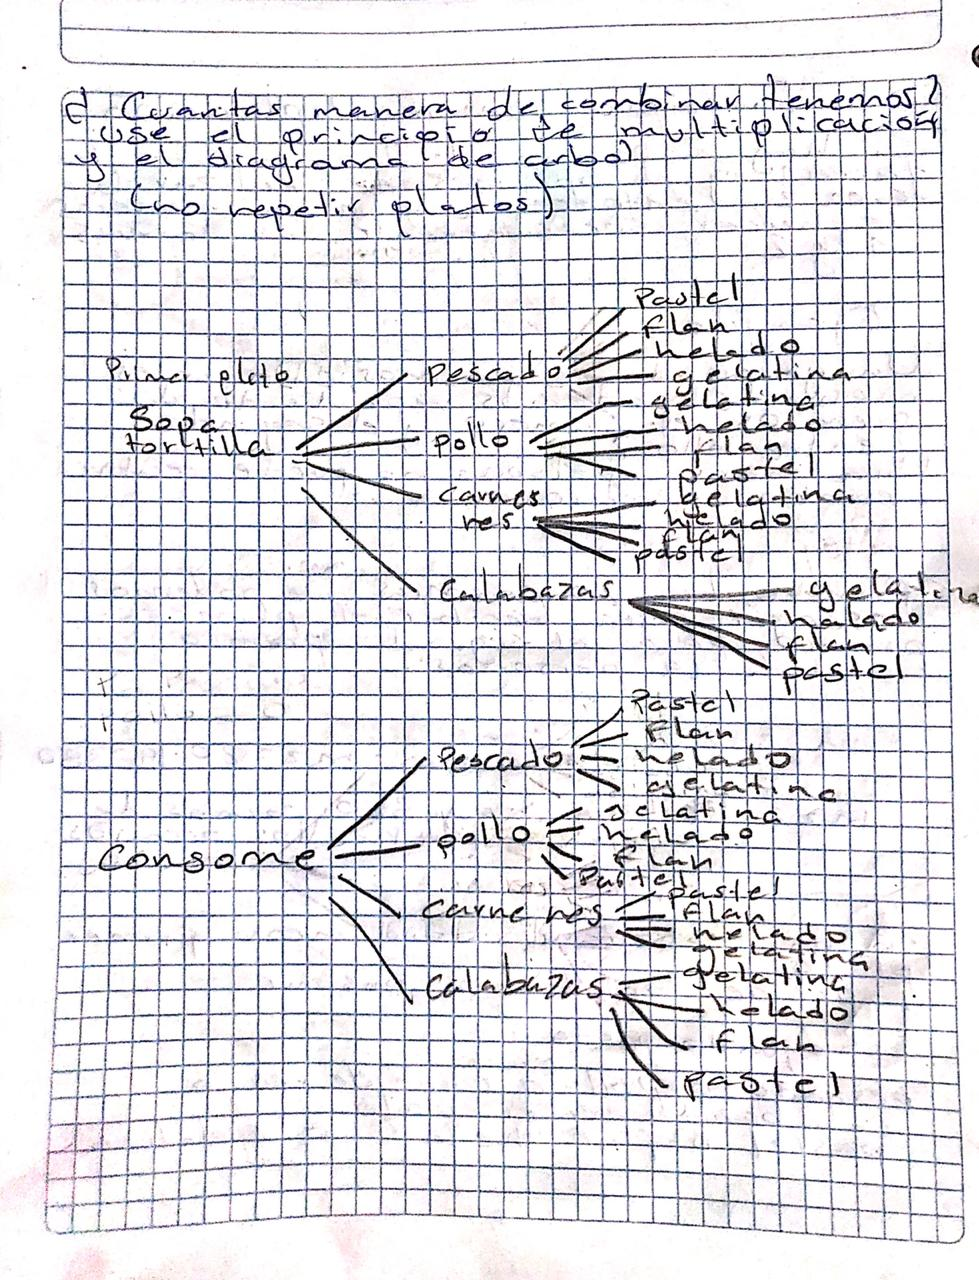 ¿ Cuantas manera de combinar tenemos?
use el principio de multiplicacion
y el diagrama de arbol
(no repetir platos)
Pastel
flan
helado
Primer plato
Pescado
gelatina
gelatina
Sopa
tortilla
pollo
helado
flan
pastel
Carnes
res
gelatina
helado
flan
pastel
Calabazas
gelatina
helado
flan
pastel
Pastel
flan
Pescado
helado
gelatina
gelatina
pollo
helado
Consome
flan
Pastel
pastel
Carne res
flan
helado
gelatina
Calabazas
gelatina
helado
flan
pastel